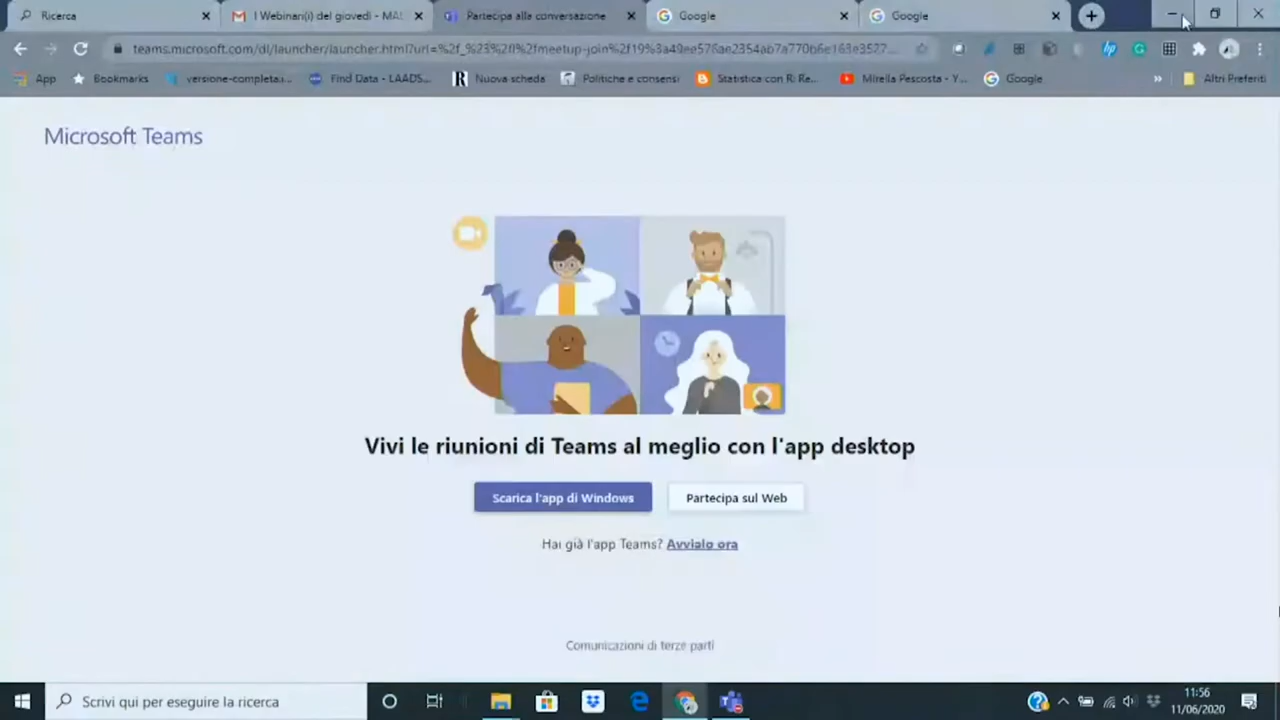 Ricerca
I Webinar(i) del giovedì - MA
Partecipa alla conversazione
Google
Google
teams.microsoft.com/dl/launcher/launcher.html?url=%2f_%23%2fl%2fmeetup-join%2f19%3a49ee576ae2354ab7a770b6e163e3527...
App
Bookmarks
versione-completa...
Find Data - LAADS...
Nuova scheda
Politiche e consensi
Statistica con R: Re...
Mirella Pescosta - Y...
Google
»
Altri Preferiti
Microsoft Teams
Vivi le riunioni di Teams al meglio con l'app desktop
Scarica l'app di Windows
Partecipa sul Web
Hai già l'app Teams? Avvialo ora
Comunicazioni di terze parti
Scrivi qui per eseguire la ricerca
11:56
11/06/2020